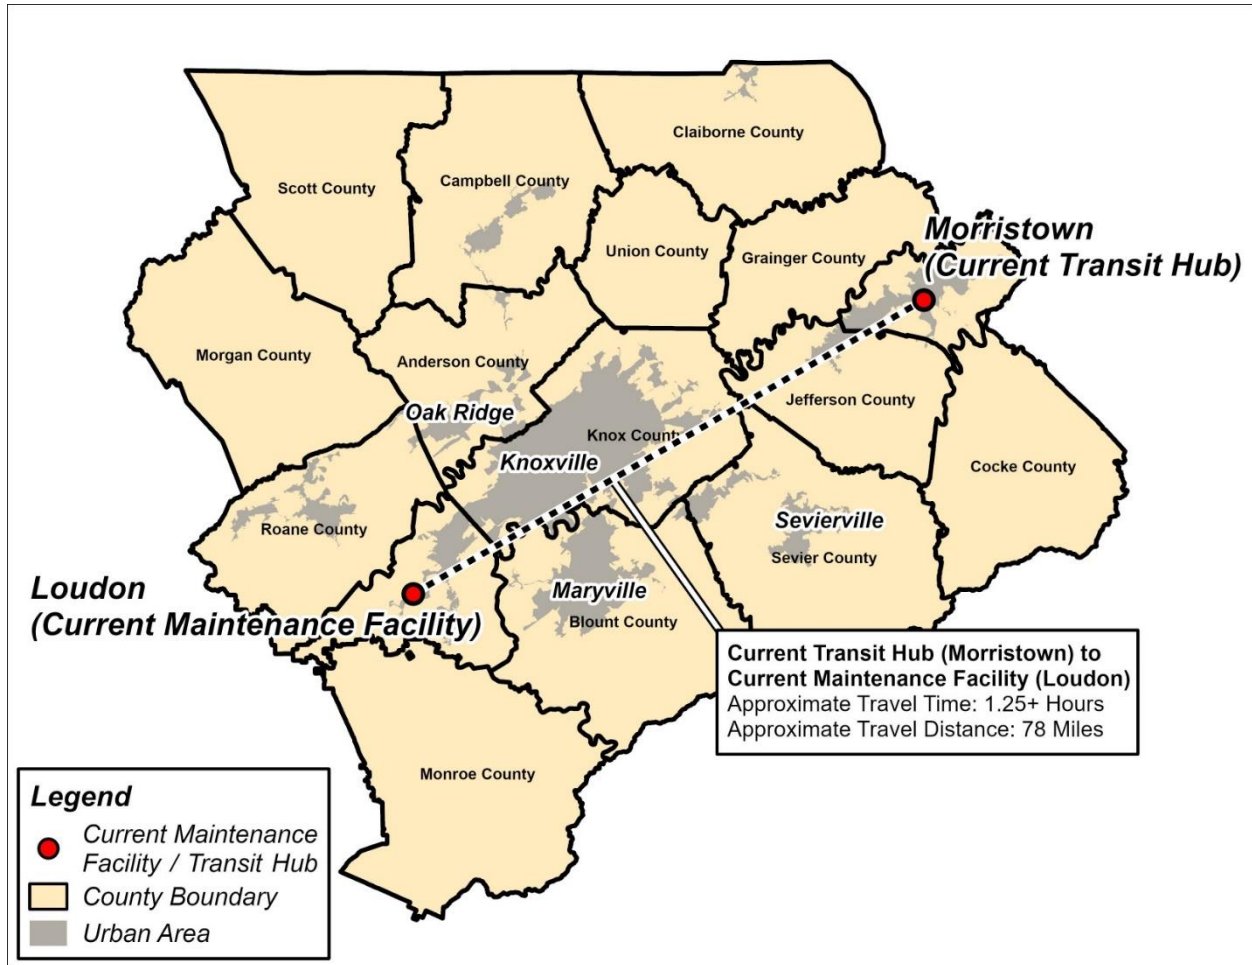 Claiborne County
Scott County
Campbell County
Union County
Grainger County
Morristown
(Current Transit Hub)
Morgan County
Anderson County
Oak Ridge
Jefferson County
Knox Count
Knoxville
Cocke County
Roane County
Sevierville
Sevier County
Loudon
(Current Maintenance Facility)
Maryville
Blount County
Current Transit Hub (Morristown) to
Current Maintenance Facility (Loudon)
Approximate Travel Time: 1.25+ Hours
Approximate Travel Distance: 78 Miles
Monroe County
Legend
Current Maintenance
Facility / Transit Hub
County Boundary
Urban Area